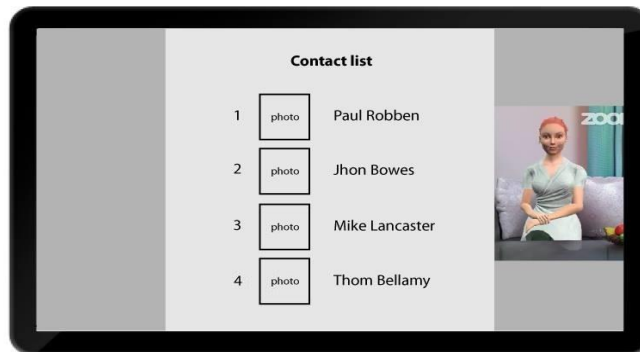 Contact list
1 photo Paul Robben
2 photo Jhon Bowes
3 photo Mike Lancaster
4 photo Thom Bellamy
ZOO